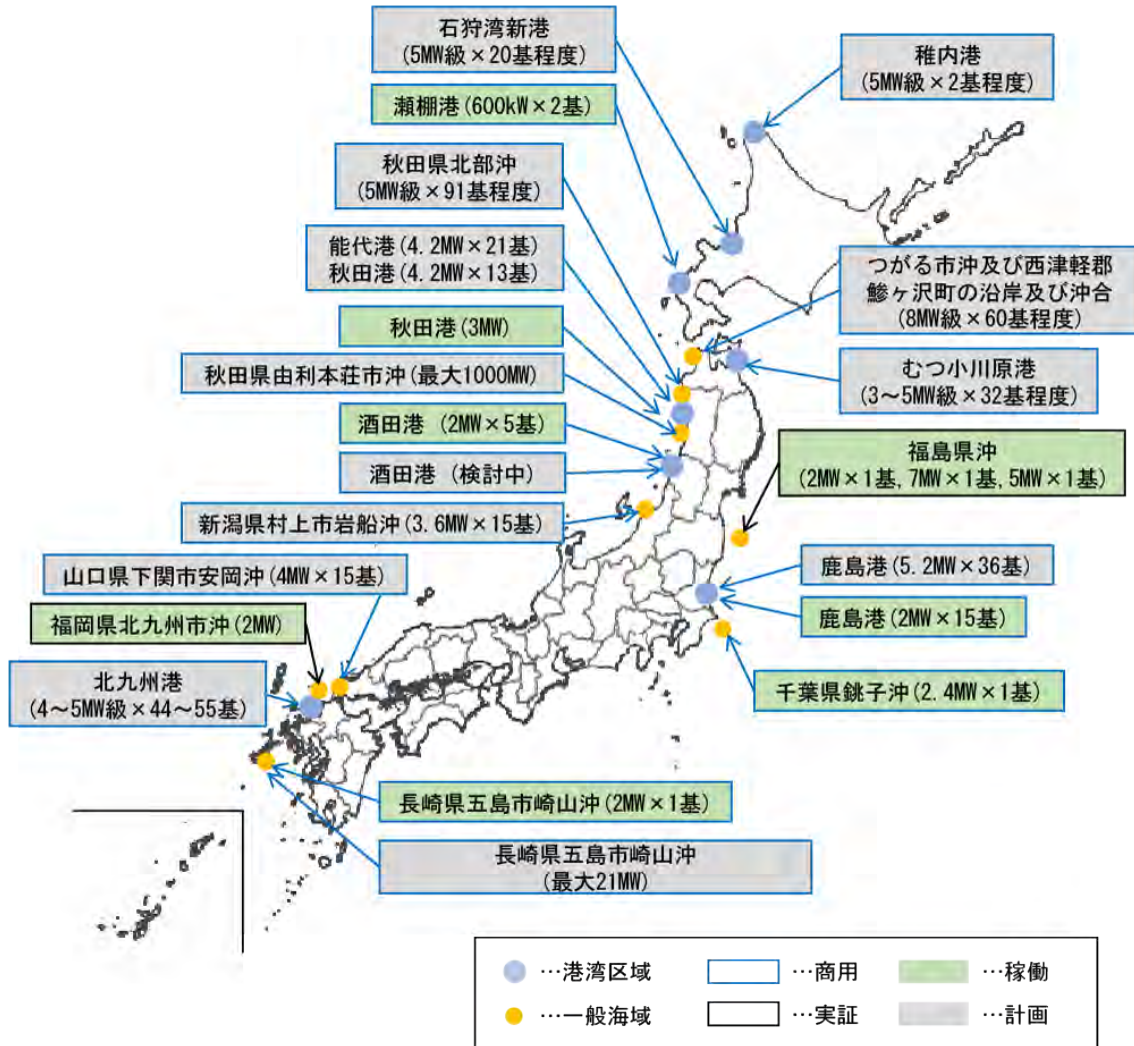 石狩湾新港
(5MW級×20基程度)
稚内港
(5MW級×2基程度)
瀬棚港(600kW×2基)
秋田県北部沖
(5MW級×91基程度)
能代港(4.2MW×21基)
秋田港(4.2MW×13基)
つがる市沖及び西津軽郡
鰺ヶ沢町の沿岸及び沖合
(8MW級×60基程度)
秋田港(3MW)
秋田県由利本荘市沖(最大1000MW)
むつ小川原港
(3～5MW級×32基程度)
酒田港 (2MW×5基)
福島県沖
(2MW×1基, 7MW×1基, 5MW×1基)
酒田港 (検討中)
新潟県村上市岩船沖(3.6MW×15基)
山口県下関市安岡沖(4MW×15基)
鹿島港(5.2MW×36基)
福岡県北九州市沖(2MW)
鹿島港(2MW×15基)
北九州港
(4～5MW級×44～55基)
千葉県銚子沖(2.4MW×1基)
長崎県五島市崎山沖(2MW×1基)
長崎県五島市崎山沖
(最大21MW)
…港湾区域 …商用 …稼働
…一般海域 …実証 …計画